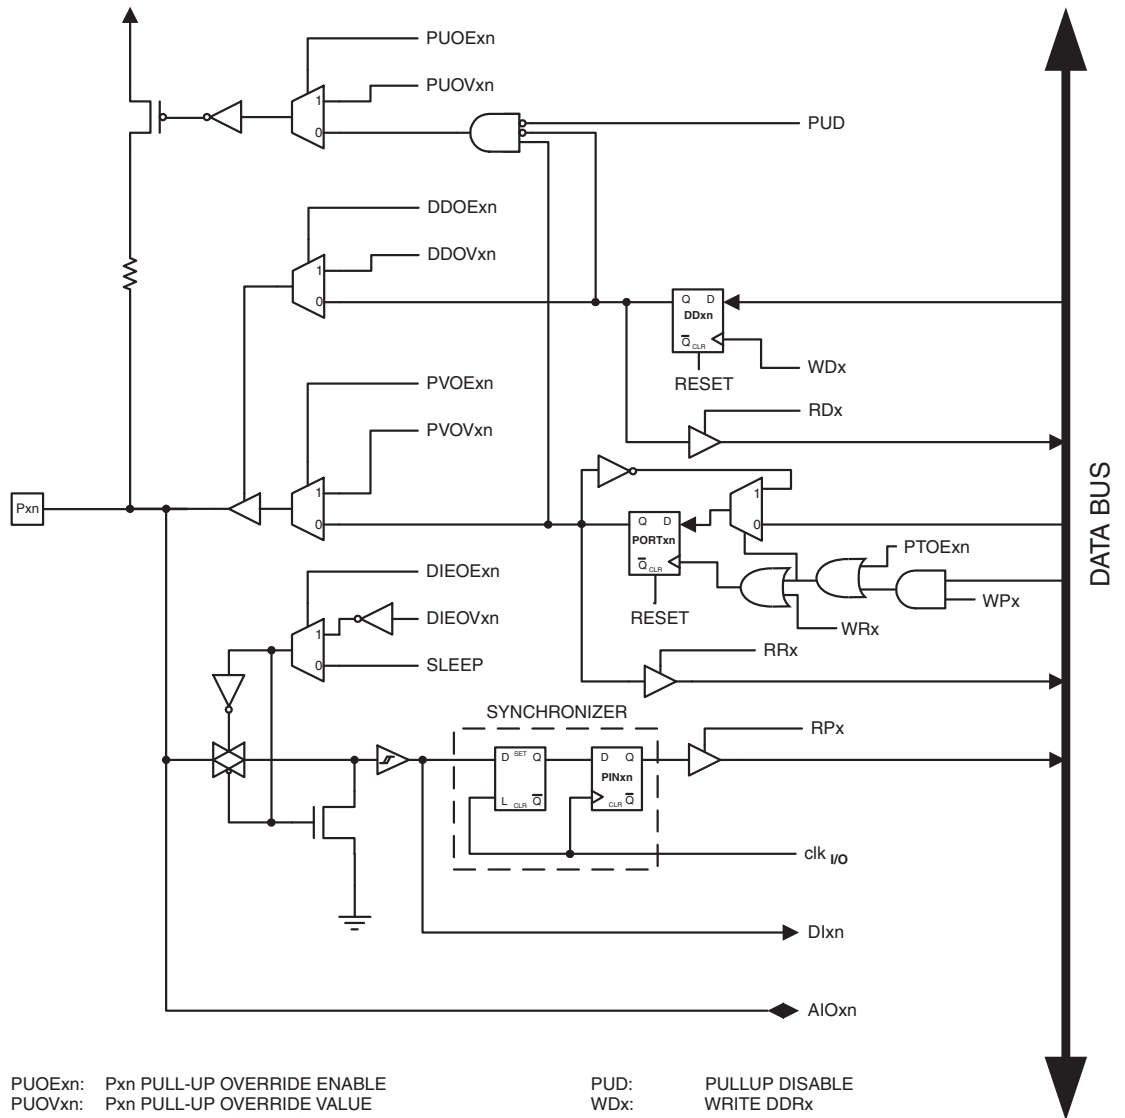 PUOExn
PUOVxn
1
0
PUD
DDOExn
DDOVxn
1
0
Q D
DDxn
Q CLR
WDx
RESET
PVOExn
RDx
PVOVxn
1
0
Pxn
1
0
Q D
PORTxn
Q CLR
PTOExn
WPx
RESET
WRx
DATA BUS
DIEOExn
DIEOVxn
1
0
SLEEP
RRx
SYNCHRONIZER
RPx
D SET Q
L CLR Q
D Q
PINxn
CLR Q
clk I/O
DIxn
AIOxn
PUOExn: Pxn PULL-UP OVERRIDE ENABLE
PUOVxn: Pxn PULL-UP OVERRIDE VALUE
PUD: PULLUP DISABLE
WDx: WRITE DDRx